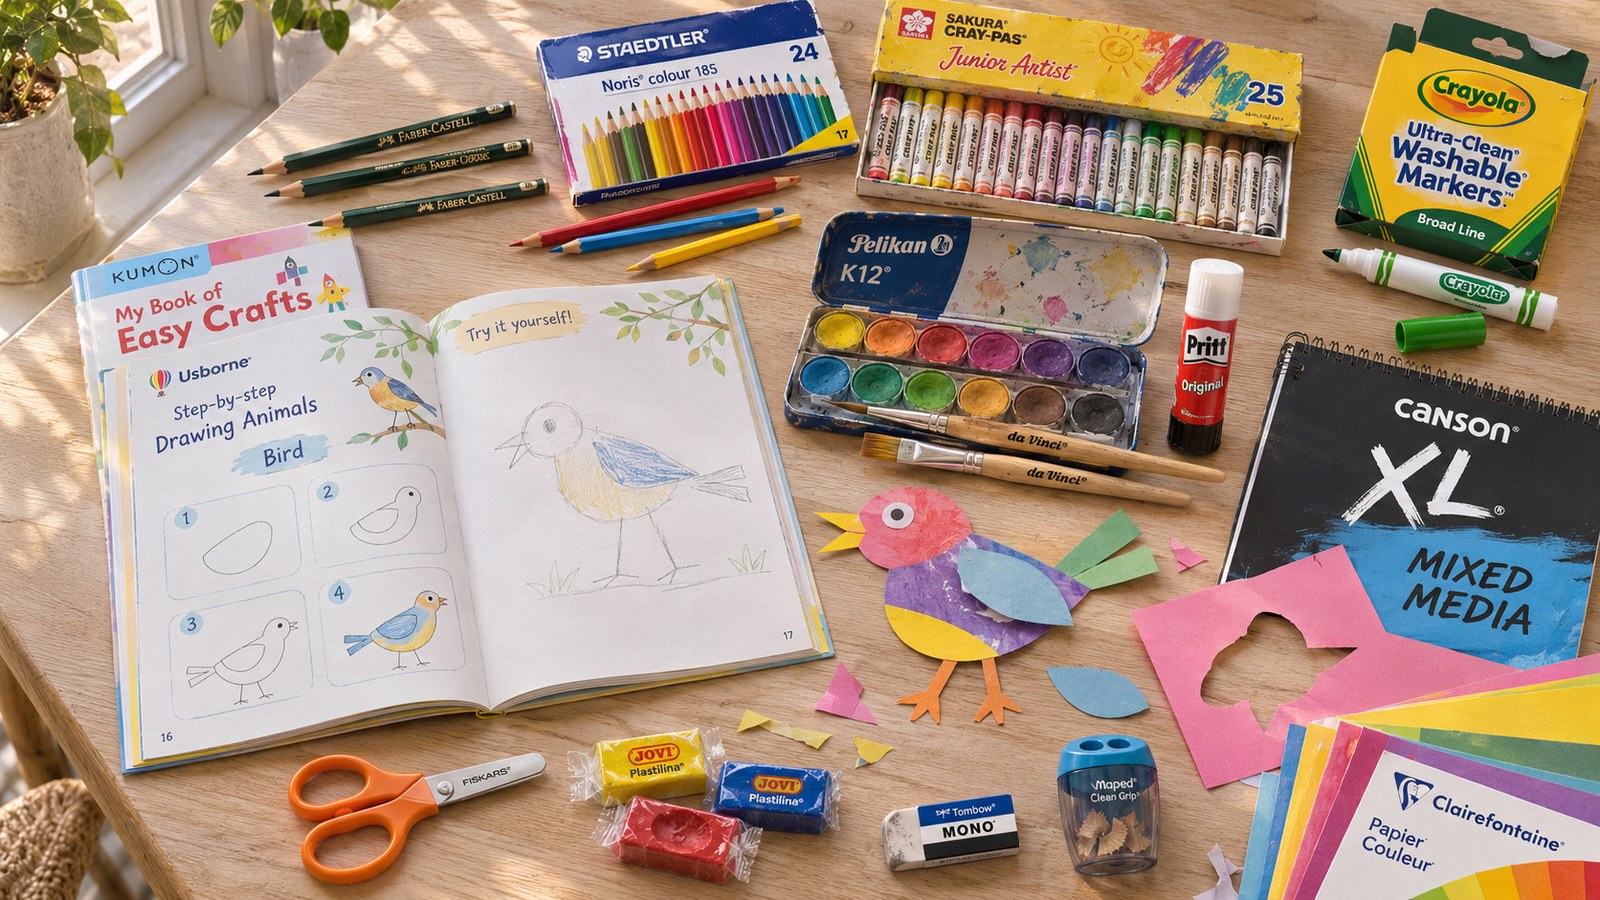 FABER-CASTELL
FABER-CASTELL
STAEDTLER
24
Noris colour 185
17
SAKURA®
CRAY-PAS®
Junior Artist
25
Crayola
Ultra-Clean
Washable
Markers
Broad Line
Crayola
KUMON®
My Book of
Easy Crafts
Usborne
Step-by-step
Drawing Animals
Bird
1
2
3
4
16
Try it yourself!
17
Pelikan
K12®
da Vinci
da Vinci
Pritt
Original
CANSON®
XL®
MIXED
MEDIA
FISKARS
JOVI
Plastilina
JOVI
Plastilina
Tombow
MONO
Maped
Clean Grip
Clairefontaine
Papier
Couleur